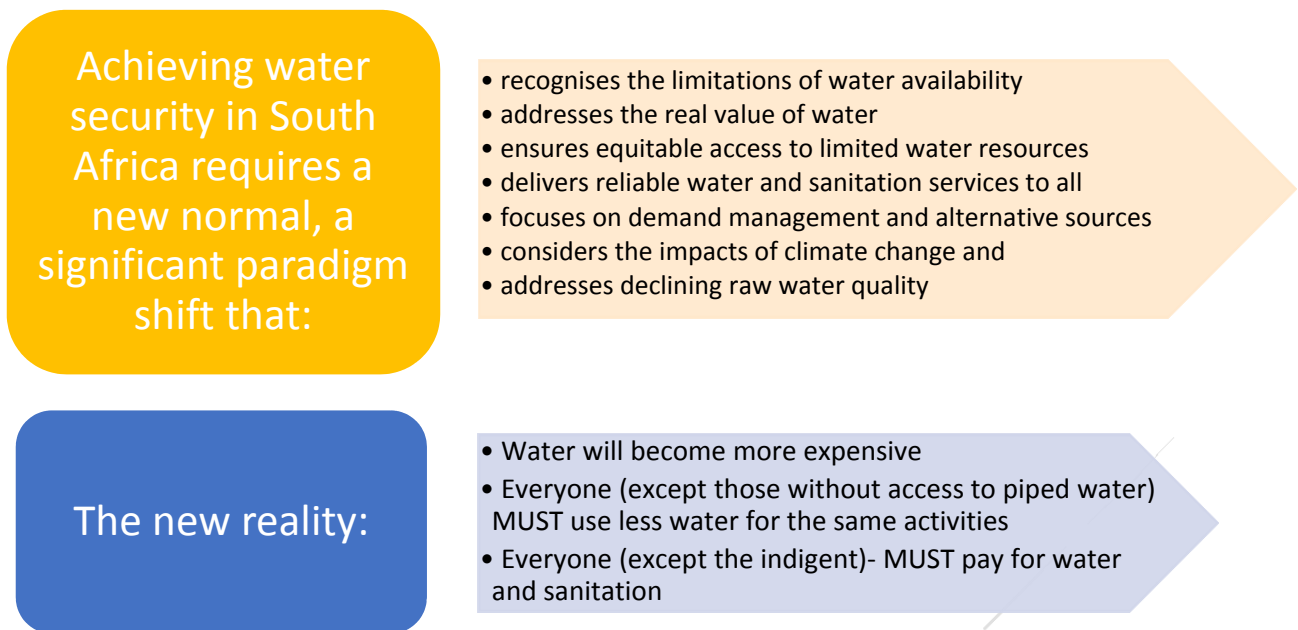 Achieving water
security in South
Africa requires a
new normal, a
significant paradigm
shift that:
• recognises the limitations of water availability
• addresses the real value of water
• ensures equitable access to limited water resources
• delivers reliable water and sanitation services to all
• focuses on demand management and alternative sources
• considers the impacts of climate change and
• addresses declining raw water quality
The new reality:
• Water will become more expensive
• Everyone (except those without access to piped water)
MUST use less water for the same activities
• Everyone (except the indigent)- MUST pay for water
and sanitation